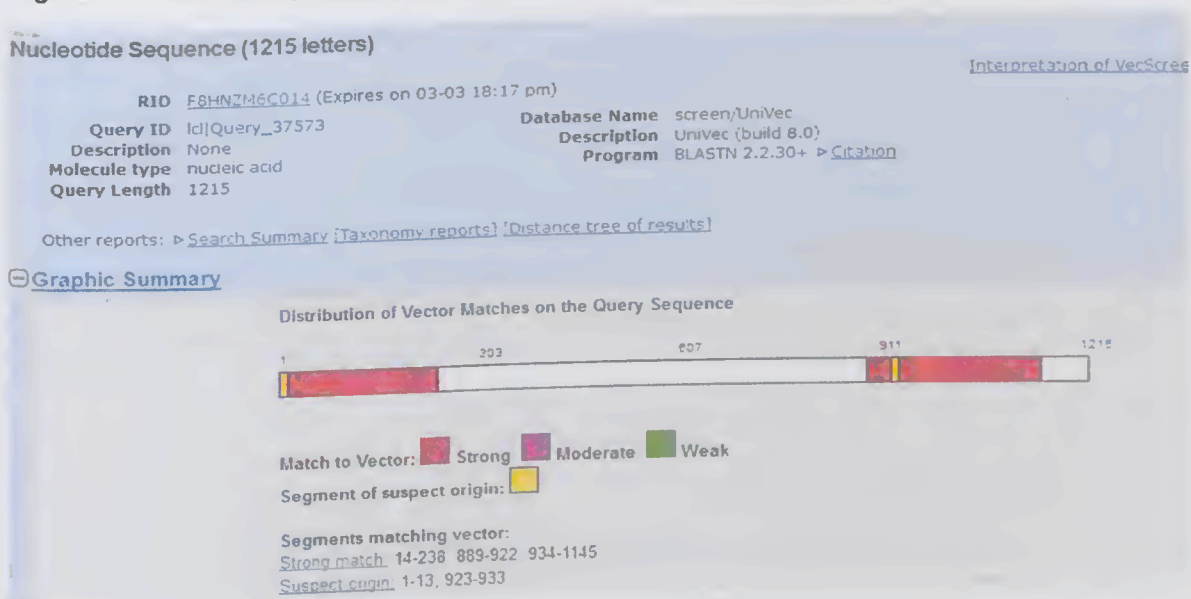 Nucleotide Sequence (1215 letters)
Interpretation of VecScree
RID F8HNZM6C014 (Expires on 03-03 18:17 pm)
Query ID lcl|Query_37573
Description None
Molecule type nucleic acid
Query Length 1215
Database Name screen/UniVec
Description UniVec (build 8.0)
Program BLASTN 2.2.30+ ▷ Citation
Other reports: ▷ Search Summary [Taxonomy reports] [Distance tree of results]
Graphic Summary
Distribution of Vector Matches on the Query Sequence
1 303 607 911 1215
Match to Vector: Strong Moderate Weak
Segment of suspect origin:
Segments matching vector:
Strong match: 14-238 889-922 934-1145
Suspect origin: 1-13, 923-933